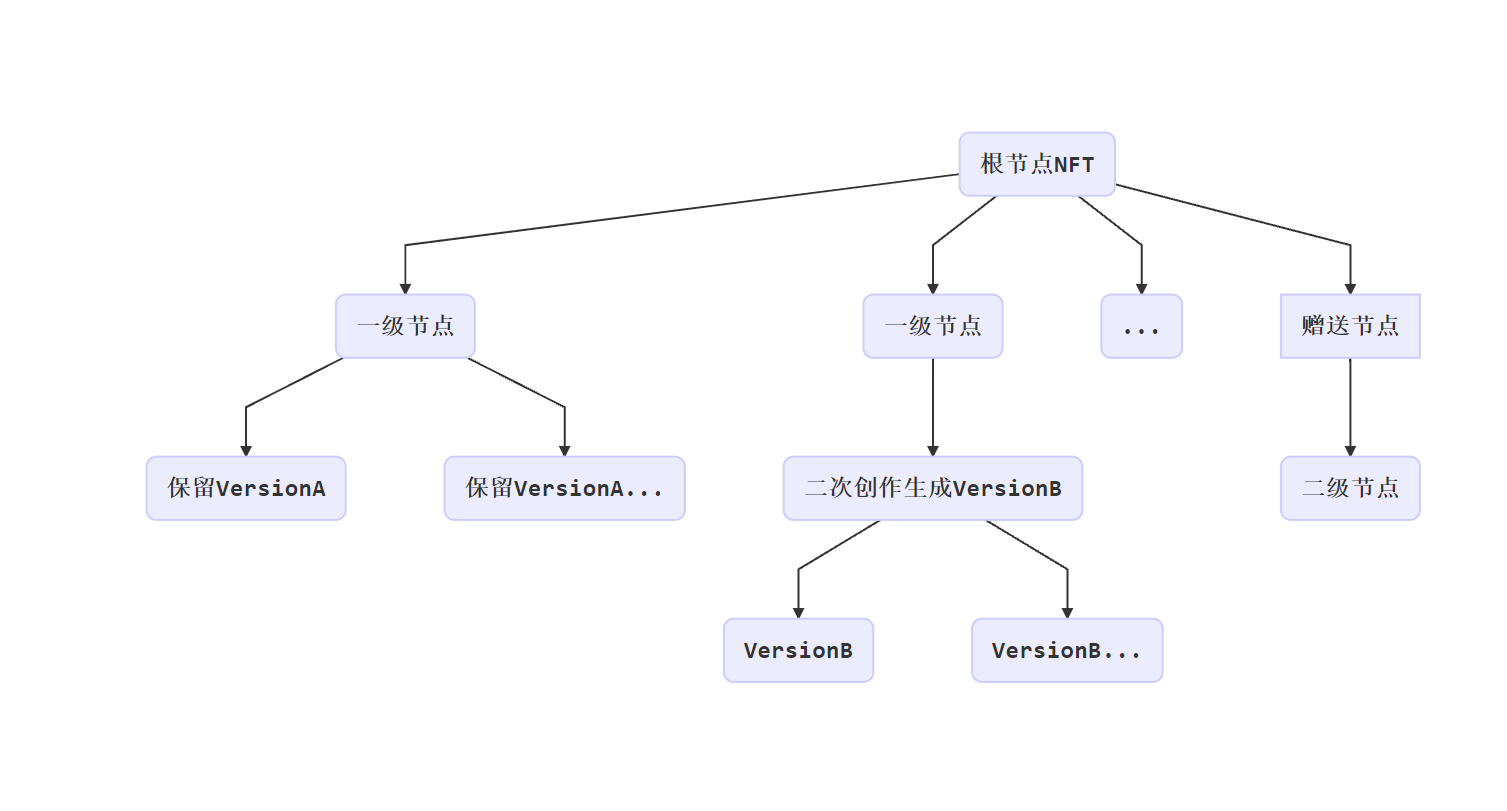 根节点NFT
一级节点
一级节点
...
赠送节点
保留VersionA
保留VersionA...
二次创作生成VersionB
二级节点
VersionB
VersionB...